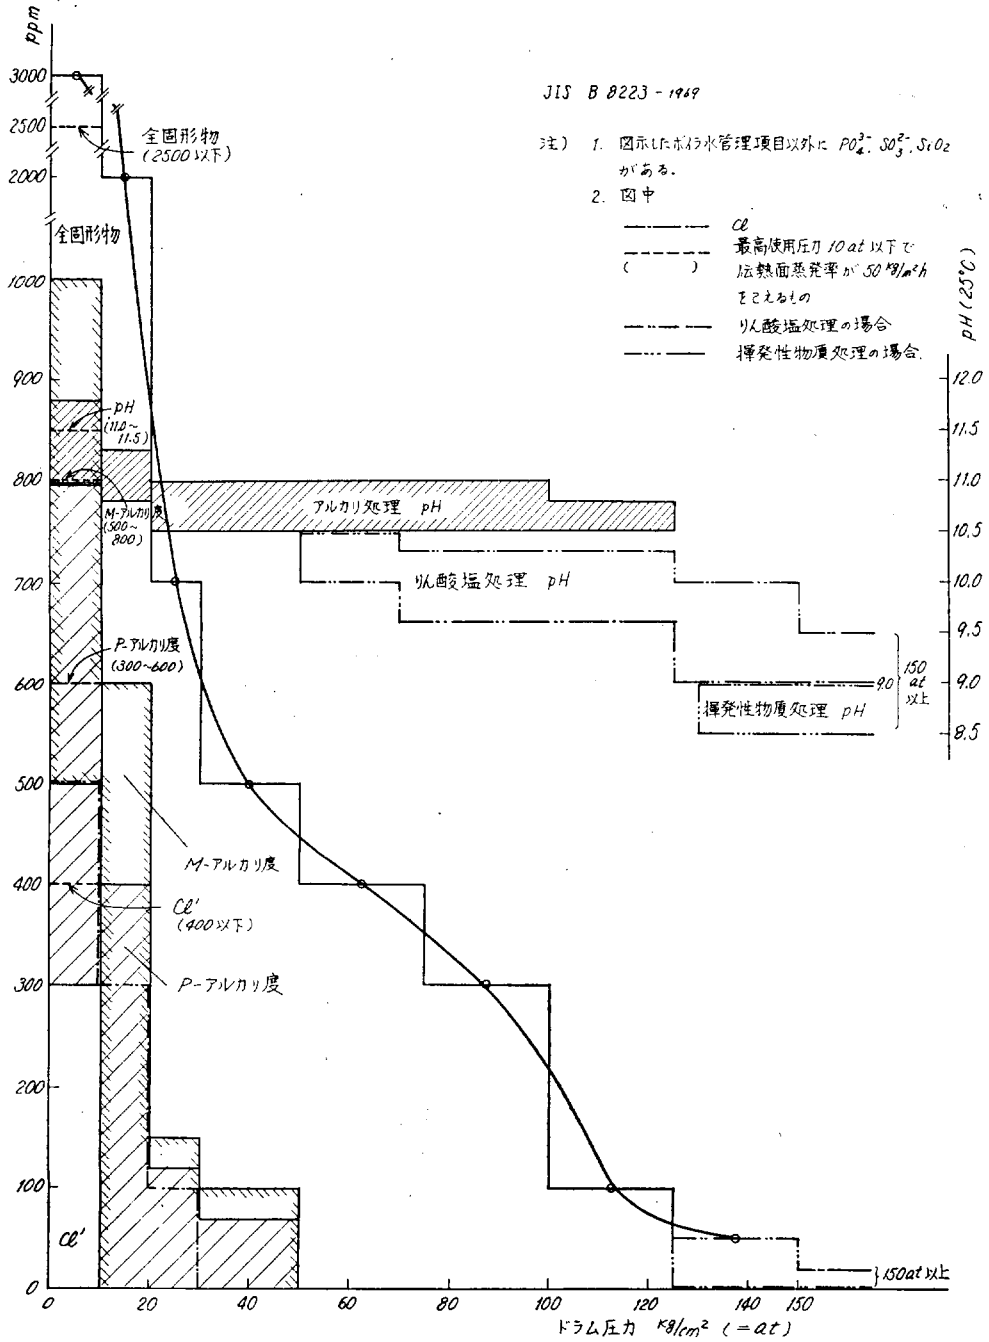 ppm
3000
2500
2000
1000
900
800
700
600
500
400
300
200
100
0
全固形物
(2500以下)
全固形物
pH
(11.0~
11.5)
M-アルカリ度
(500~
800)
P-アルカリ度
(300~600)
M-アルカリ度
Cl'
(400以下)
P-アルカリ度
Cl'
JIS B 8223-1969
注) 1. 図示したボイラ水管理項目以外に PO₄³⁻, SO₃²⁻, SiO₂
がある。
2. 図中
Cl
最高使用圧力 10at 以下で
( ) 伝熱面蒸発率が 50 kg/m²h
をこえるもの
りん酸塩処理の場合
揮発性物質処理の場合.
アルカリ処理 pH
りん酸塩処理 pH
揮発性物質処理 pH
9.0
150
at
以上
pH (25°C)
12.0
11.5
11.0
10.5
10.0
9.5
9.0
8.5
150at以上
0 20 40 60 80 100 120 140 150
ドラム圧力 kg/cm² (=at)